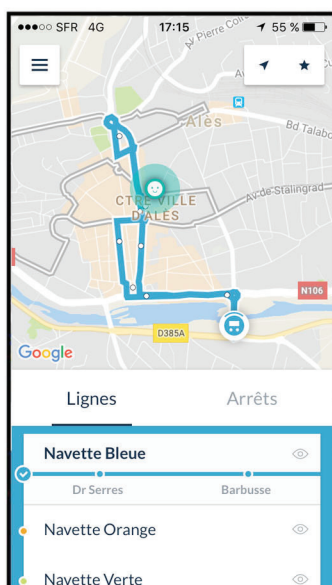 SFR 4G 17:15 55 %
Av Pierre Coi
Alès
Bd Talabo
CTRE VILLE
D'ALÈS
Av de Stalingrad
N106
D385A
Google
Lignes Arrêts
Navette Bleue
Dr Serres Barbusse
Navette Orange
Navette Verte